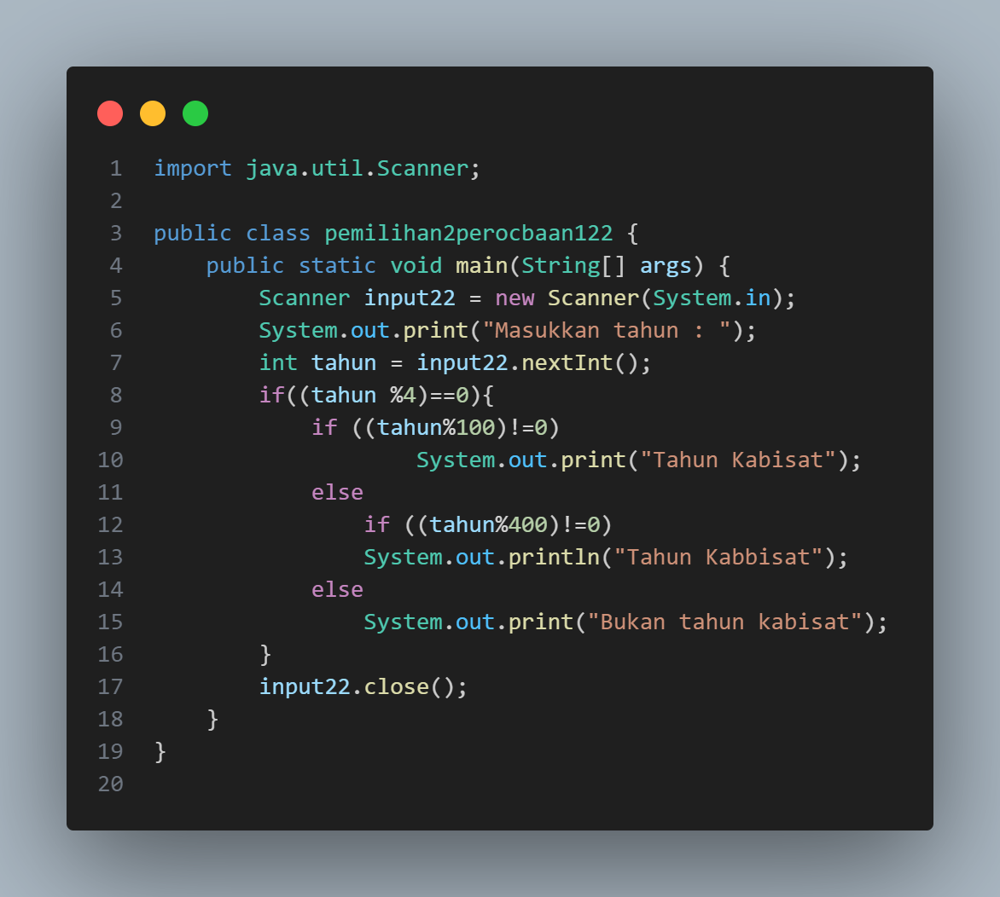 1 import java.util.Scanner;
2
3 public class pemilihan2perocbaan122 {
4     public static void main(String[] args) {
5         Scanner input22 = new Scanner(System.in);
6         System.out.print("Masukkan tahun : ");
7         int tahun = input22.nextInt();
8         if((tahun %4)==0){
9             if ((tahun%100)!=0)
10                     System.out.print("Tahun Kabisat");
11             else
12                 if ((tahun%400)!=0)
13                 System.out.println("Tahun Kabbisat");
14             else
15                 System.out.print("Bukan tahun kabisat");
16         }
17         input22.close();
18     }
19 }
20